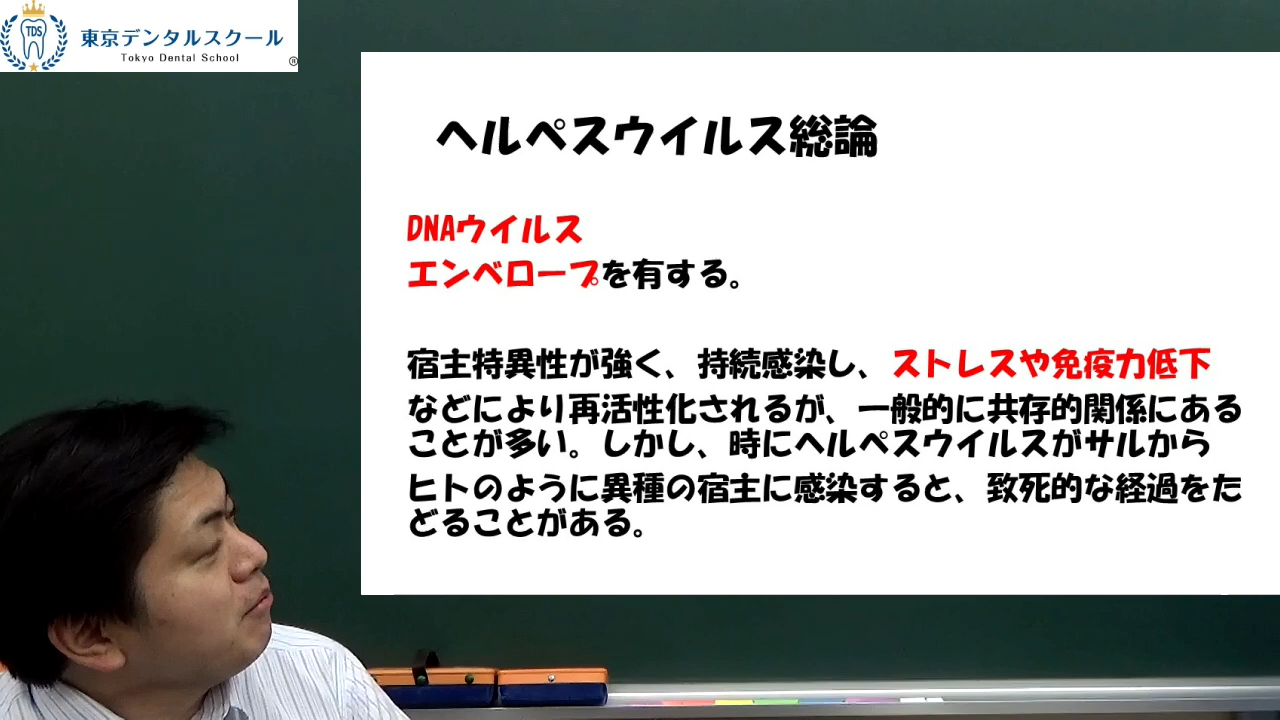 TDS
東京デンタルスクール
Tokyo Dental School
®
ヘルペスウイルス総論
DNAウイルス
エンベロープを有する。
宿主特異性が強く、持続感染し、ストレスや免疫力低下
などにより再活性化されるが、一般的に共存的関係にある
ことが多い。しかし、時にヘルペスウイルスがサルから
ヒトのように異種の宿主に感染すると、致死的な経過をた
どることがある。